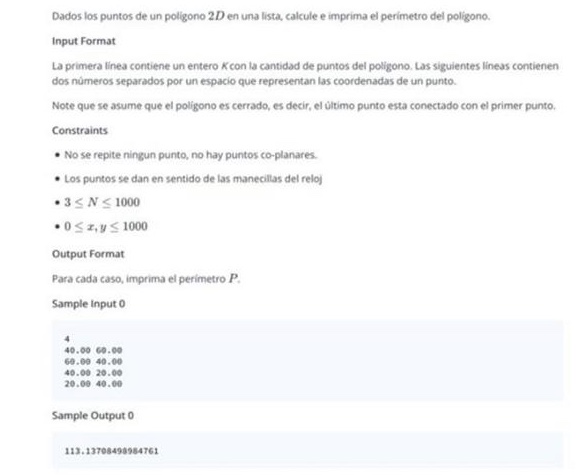 Dados los puntos de un polígono 2D en una lista, calcule e imprima el perímetro del polígono.
Input Format
La primera línea contiene un entero K con la cantidad de puntos del polígono. Las siguientes líneas contienen
dos números separados por un espacio que representan las coordenadas de un punto.
Note que se asume que el polígono es cerrado, es decir, el último punto esta conectado con el primer punto.
Constraints
• No se repite ningun punto, no hay puntos co-planares.
• Los puntos se dan en sentido de las manecillas del reloj
• 3 ≤ N ≤ 1000
• 0 ≤ x, y ≤ 1000
Output Format
Para cada caso, imprima el perímetro P.
Sample Input 0
4
40.00 60.00
60.00 40.00
40.00 20.00
20.00 40.00
Sample Output 0
113.13708498984761